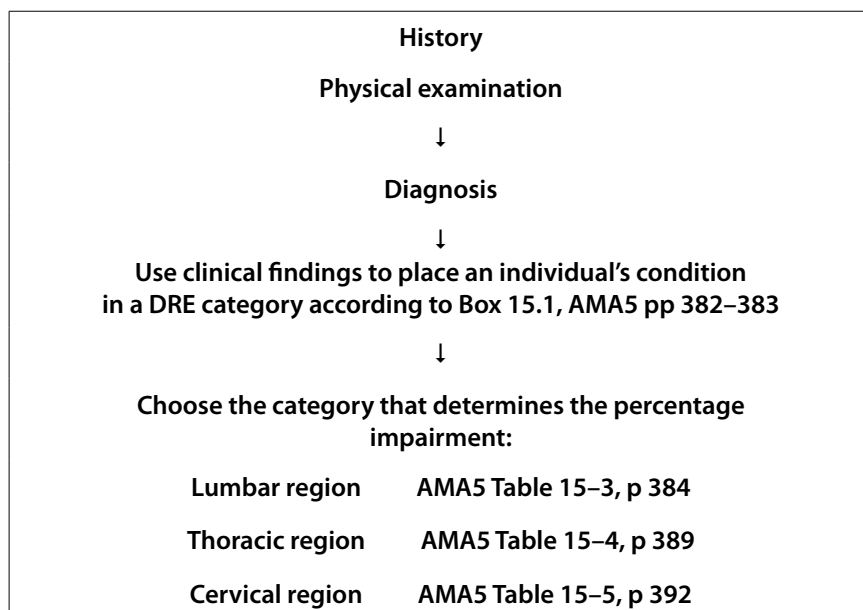 History
Physical examination
↓
Diagnosis
↓
Use clinical findings to place an individual’s condition
in a DRE category according to Box 15.1, AMA5 pp 382–383
↓
Choose the category that determines the percentage
impairment:
Lumbar region AMA5 Table 15–3, p 384
Thoracic region AMA5 Table 15–4, p 389
Cervical region AMA5 Table 15–5, p 392